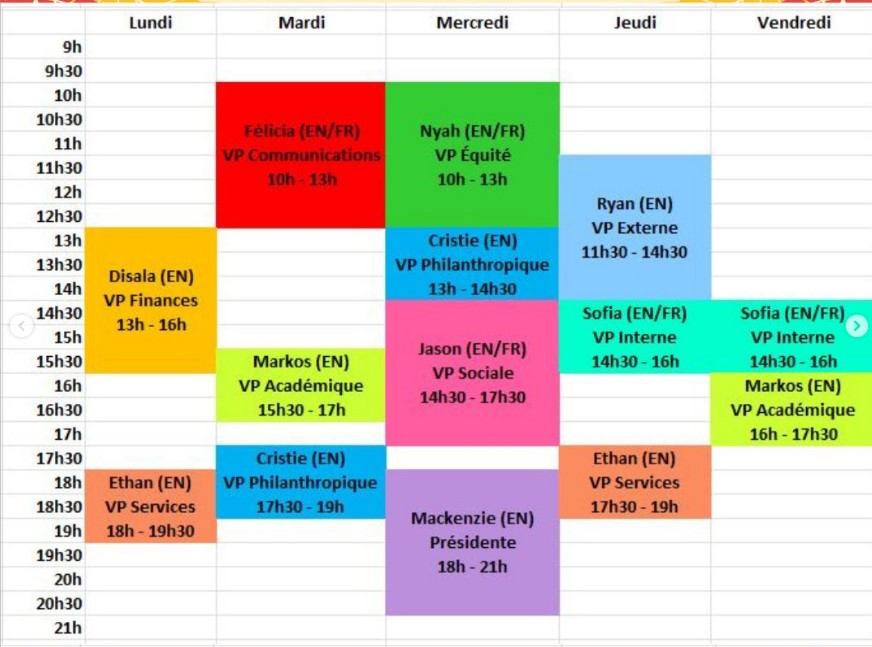 Lundi Mardi Mercredi Jeudi Vendredi
9h
9h30
10h
10h30
11h
11h30
12h
12h30
13h
13h30
14h
14h30
15h
15h30
16h
16h30
17h
17h30
18h
18h30
19h
19h30
20h
20h30
21h
Disala (EN)
VP Finances
13h - 16h
Ethan (EN)
VP Services
18h - 19h30
Félicia (EN/FR)
VP Communications
10h - 13h
Markos (EN)
VP Académique
15h30 - 17h
Cristie (EN)
VP Philanthropique
17h30 - 19h
Nyah (EN/FR)
VP Équité
10h - 13h
Cristie (EN)
VP Philanthropique
13h - 14h30
Jason (EN/FR)
VP Sociale
14h30 - 17h30
Mackenzie (EN)
Présidente
18h - 21h
Ryan (EN)
VP Externe
11h30 - 14h30
Sofia (EN/FR)
VP Interne
14h30 - 16h
Ethan (EN)
VP Services
17h30 - 19h
Sofia (EN/FR)
VP Interne
14h30 - 16h
Markos (EN)
VP Académique
16h - 17h30